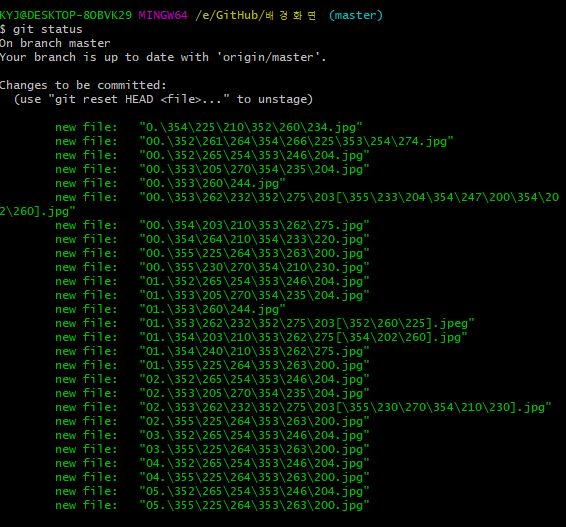 KYJ@DESKTOP-8OBVK29 MINGW64 /e/GitHub/배경화면 (master)
$ git status
On branch master
Your branch is up to date with 'origin/master'.
Changes to be committed:
(use "git reset HEAD <file>..." to unstage)
new file: "0.\354\225\210\352\260\234.jpg"
new file: "00.\352\261\264\354\266\225\353\254\274.jpg"
new file: "00.\352\265\254\353\246\204.jpg"
new file: "00.\353\205\270\354\235\204.jpg"
new file: "00.\353\260\244.jpg"
new file: "00.\353\262\232\352\275\203[\355\233\204\354\247\200\354\20
2\260].jpg"
new file: "00.\354\203\210\353\262\275.jpg"
new file: "00.\354\264\210\354\233\220.jpg"
new file: "00.\355\225\264\353\263\200.jpg"
new file: "00.\355\230\270\354\210\230.jpg"
new file: "01.\352\265\254\353\246\204.jpg"
new file: "01.\353\205\270\354\235\204.jpg"
new file: "01.\353\260\244.jpg"
new file: "01.\353\262\232\352\275\203[\352\260\225].jpeg"
new file: "01.\354\203\210\353\262\275[\354\202\260].jpg"
new file: "01.\354\240\210\353\262\275.jpg"
new file: "01.\355\225\264\353\263\200.jpg"
new file: "02.\352\265\254\353\246\204.jpg"
new file: "02.\353\205\270\354\235\204.jpg"
new file: "02.\353\262\232\352\275\203[\355\230\270\354\210\230].jpg"
new file: "02.\355\225\264\353\263\200.jpg"
new file: "03.\352\265\254\353\246\204.jpg"
new file: "03.\355\225\264\353\263\200.jpg"
new file: "04.\352\265\254\353\246\204.jpg"
new file: "04.\355\225\264\353\263\200.jpg"
new file: "05.\352\265\254\353\246\204.jpg"
new file: "05.\355\225\264\353\263\200.jpg"